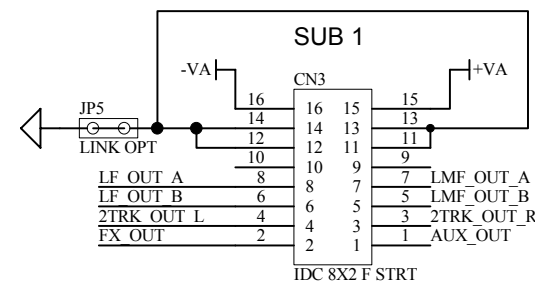 SUB 1
-VA
+VA
CN3
JP5
LINK OPT
16 16 15 15
14 14 13 13
12 12 11 11
10 10 9 9
LF_OUT_A 8 8 7 7 LMF_OUT_A
LF_OUT_B 6 6 5 5 LMF_OUT_B
2TRK_OUT_L 4 4 3 3 2TRK_OUT_R
FX_OUT 2 2 1 1 AUX_OUT
IDC 8X2 F STRT